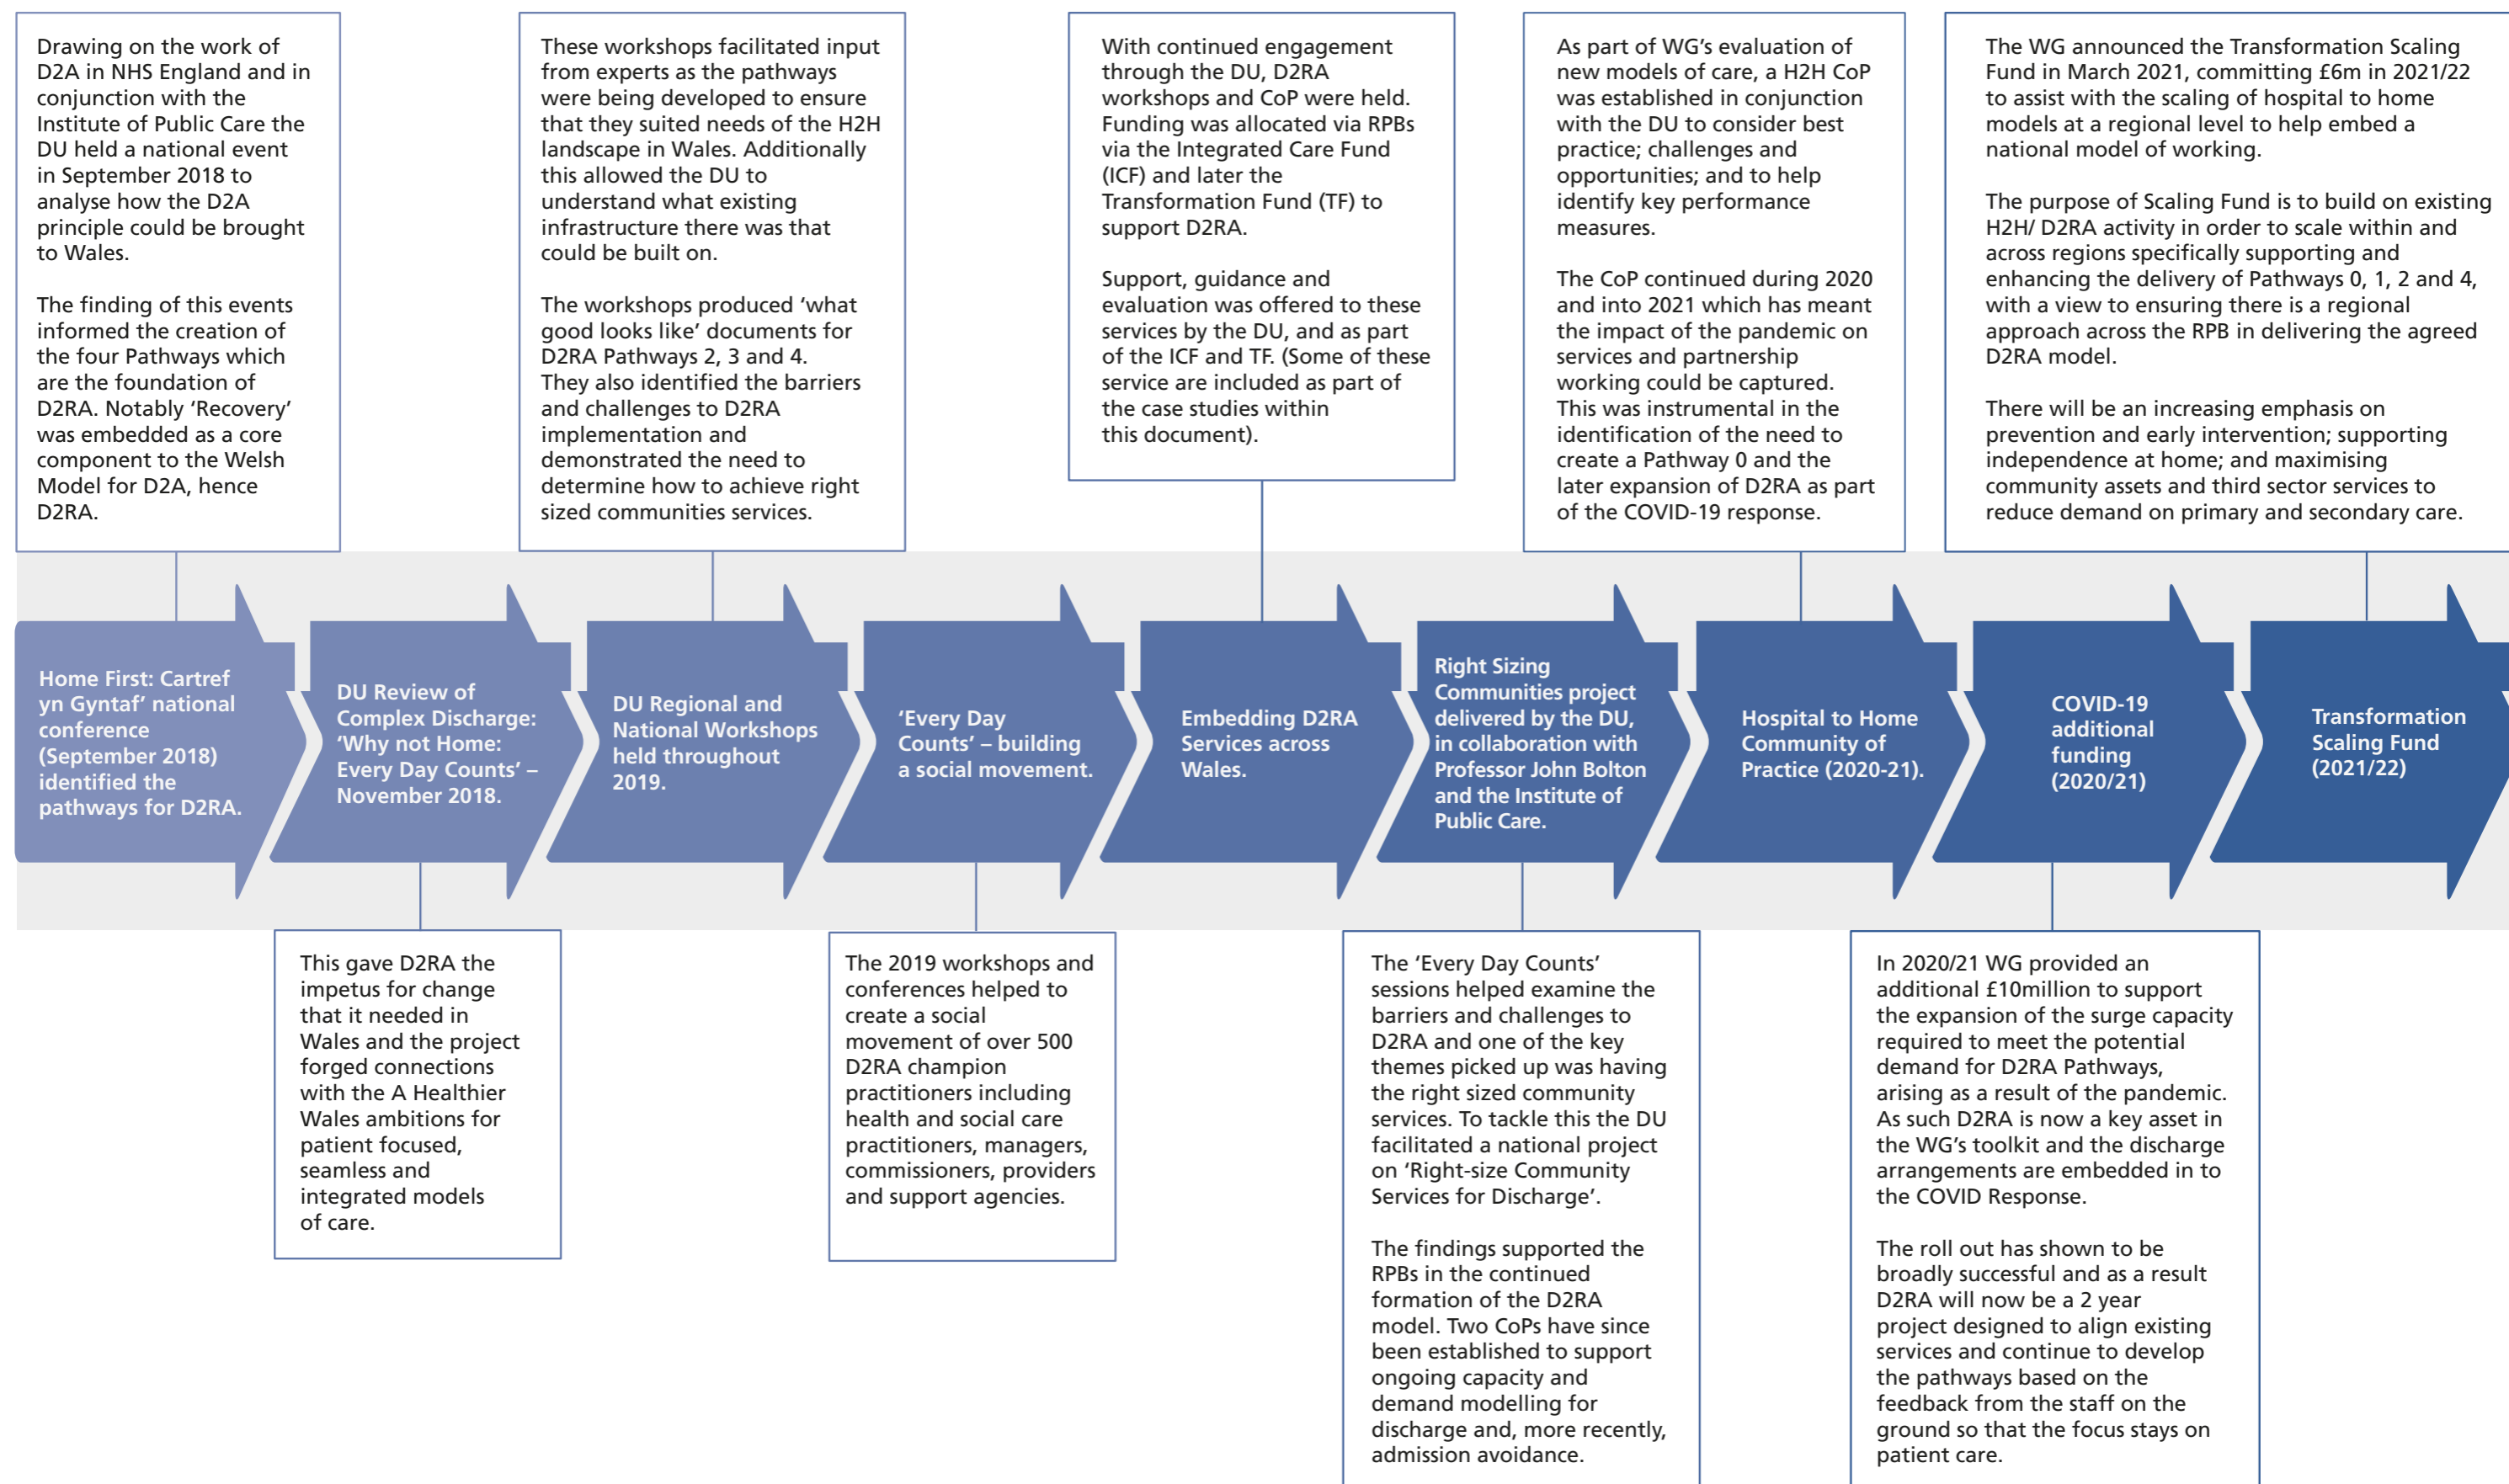 Drawing on the work of
D2A in NHS England and in
conjunction with the
Institute of Public Care the
DU held a national event
in September 2018 to
analyse how the D2A
principle could be brought
to Wales.
The finding of this events
informed the creation of
the four Pathways which
are the foundation of
D2RA. Notably ‘Recovery’
was embedded as a core
component to the Welsh
Model for D2A, hence
D2RA.
These workshops facilitated input
from experts as the pathways
were being developed to ensure
that they suited needs of the H2H
landscape in Wales. Additionally
this allowed the DU to
understand what existing
infrastructure there was that
could be built on.
The workshops produced ‘what
good looks like’ documents for
D2RA Pathways 2, 3 and 4.
They also identified the barriers
and challenges to D2RA
implementation and
demonstrated the need to
determine how to achieve right
sized communities services.
With continued engagement
through the DU, D2RA
workshops and CoP were held.
Funding was allocated via RPBs
via the Integrated Care Fund
(ICF) and later the
Transformation Fund (TF) to
support D2RA.
Support, guidance and
evaluation was offered to these
services by the DU, and as part
of the ICF and TF. (Some of these
service are included as part of
the case studies within
this document).
As part of WG’s evaluation of
new models of care, a H2H CoP
was established in conjunction
with the DU to consider best
practice; challenges and
opportunities; and to help
identify key performance
measures.
The CoP continued during 2020
and into 2021 which has meant
the impact of the pandemic on
services and partnership
working could be captured.
This was instrumental in the
identification of the need to
create a Pathway 0 and the
later expansion of D2RA as part
of the COVID-19 response.
The WG announced the Transformation Scaling
Fund in March 2021, committing £6m in 2021/22
to assist with the scaling of hospital to home
models at a regional level to help embed a
national model of working.
The purpose of Scaling Fund is to build on existing
H2H/ D2RA activity in order to scale within and
across regions specifically supporting and
enhancing the delivery of Pathways 0, 1, 2 and 4,
with a view to ensuring there is a regional
approach across the RPB in delivering the agreed
D2RA model.
There will be an increasing emphasis on
prevention and early intervention; supporting
independence at home; and maximising
community assets and third sector services to
reduce demand on primary and secondary care.
Home First: Cartref
yn Gyntaf’ national
conference
(September 2018)
identified the
pathways for D2RA.
DU Review of
Complex Discharge:
‘Why not Home:
Every Day Counts’ –
November 2018.
DU Regional and
National Workshops
held throughout
2019.
‘Every Day
Counts’ – building
a social movement.
Embedding D2RA
Services across
Wales.
Right Sizing
Communities project
delivered by the DU,
in collaboration with
Professor John Bolton
and the Institute of
Public Care.
Hospital to Home
Community of
Practice (2020-21).
COVID-19
additional
funding
(2020/21)
Transformation
Scaling Fund
(2021/22)
This gave D2RA the
impetus for change
that it needed in
Wales and the project
forged connections
with the A Healthier
Wales ambitions for
patient focused,
seamless and
integrated models
of care.
The 2019 workshops and
conferences helped to
create a social
movement of over 500
D2RA champion
practitioners including
health and social care
practitioners, managers,
commissioners, providers
and support agencies.
The ‘Every Day Counts’
sessions helped examine the
barriers and challenges to
D2RA and one of the key
themes picked up was having
the right sized community
services. To tackle this the DU
facilitated a national project
on ‘Right-size Community
Services for Discharge’.
The findings supported the
RPBs in the continued
formation of the D2RA
model. Two CoPs have since
been established to support
ongoing capacity and
demand modelling for
discharge and, more recently,
admission avoidance.
In 2020/21 WG provided an
additional £10million to support
the expansion of the surge capacity
required to meet the potential
demand for D2RA Pathways,
arising as a result of the pandemic.
As such D2RA is now a key asset in
the WG’s toolkit and the discharge
arrangements are embedded in to
the COVID Response.
The roll out has shown to be
broadly successful and as a result
D2RA will now be a 2 year
project designed to align existing
services and continue to develop
the pathways based on the
feedback from the staff on the
ground so that the focus stays on
patient care.